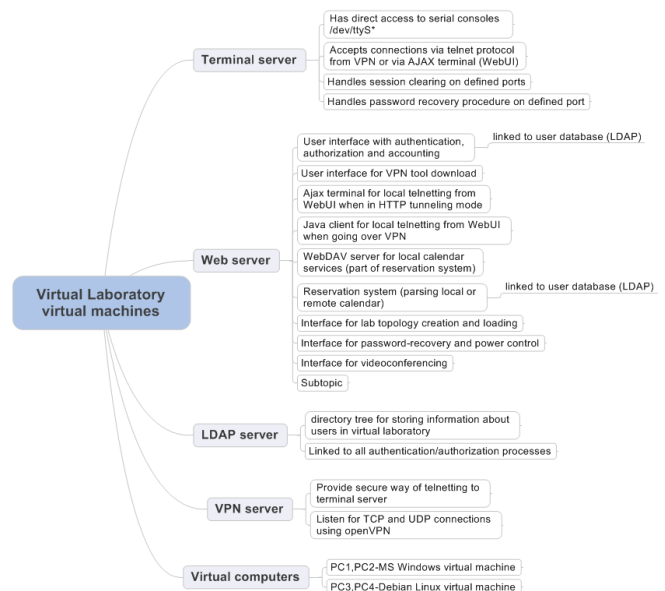 Virtual Laboratory
virtual machines
Terminal server
Has direct access to serial consoles
/dev/ttyS*
Accepts connections via telnet protocol
from VPN or via AJAX terminal (WebUI)
Handles session clearing on defined ports
Handles password recovery procedure on defined port
Web server
User interface with authentication,
authorization and accounting
linked to user database (LDAP)
User interface for VPN tool download
Ajax terminal for local telnetting from
WebUI when in HTTP tunneling mode
Java client for local telnetting from WebUI
when going over VPN
WebDAV server for local calendar
services (part of reservation system)
Reservation system (parsing local or
remote calendar)
linked to user database (LDAP)
Interface for lab topology creation and loading
Interface for password-recovery and power control
Interface for videoconferencing
Subtopic
LDAP server
directory tree for storing information about
users in virtual laboratory
Linked to all authentication/authorization processes
VPN server
Provide secure way of telnetting to
terminal server
Listen for TCP and UDP connections
using openVPN
Virtual computers
PC1,PC2-MS Windows virtual machine
PC3,PC4-Debian Linux virtual machine